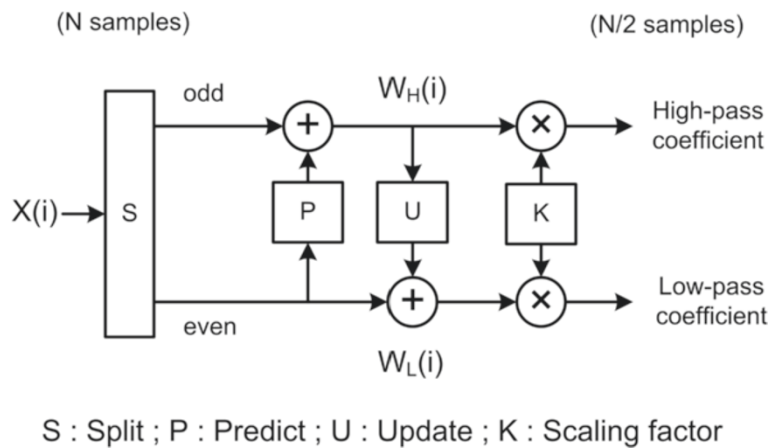 (N samples)
(N/2 samples)
odd
W_H(i)
+
×
High-pass
coefficient
X(i)
S
P
U
K
even
+
×
Low-pass
coefficient
W_L(i)
S : Split ; P : Predict ; U : Update ; K : Scaling factor